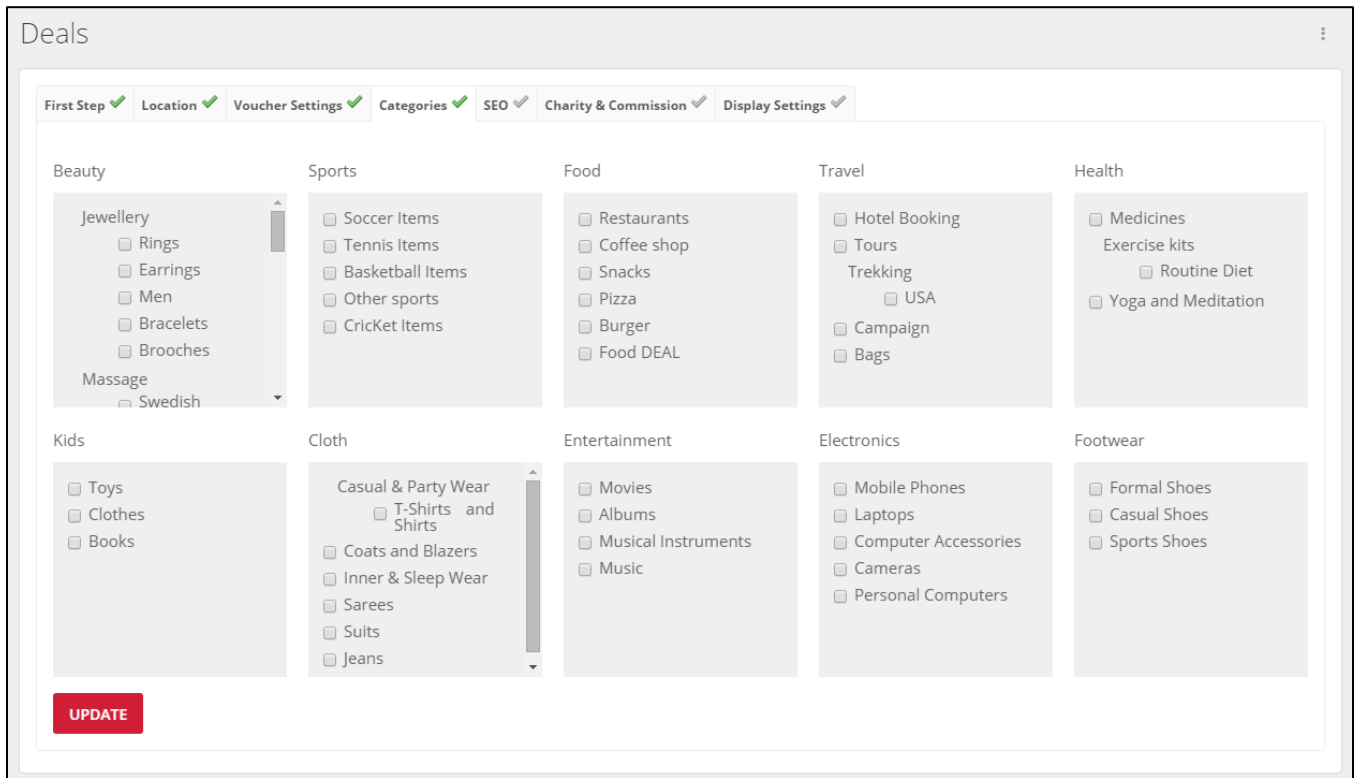 Deals
First Step
Location
Voucher Settings
Categories
SEO
Charity & Commission
Display Settings
Beauty
Jewellery
Rings
Earrings
Men
Bracelets
Brooches
Massage
Swedish
Sports
Soccer Items
Tennis Items
Basketball Items
Other sports
CricKet Items
Food
Restaurants
Coffee shop
Snacks
Pizza
Burger
Food DEAL
Travel
Hotel Booking
Tours
Trekking
USA
Campaign
Bags
Health
Medicines
Exercise kits
Routine Diet
Yoga and Meditation
Kids
Toys
Clothes
Books
Cloth
Casual & Party Wear
T-Shirts and
Shirts
Coats and Blazers
Inner & Sleep Wear
Sarees
Suits
Jeans
Entertainment
Movies
Albums
Musical Instruments
Music
Electronics
Mobile Phones
Laptops
Computer Accessories
Cameras
Personal Computers
Footwear
Formal Shoes
Casual Shoes
Sports Shoes
UPDATE